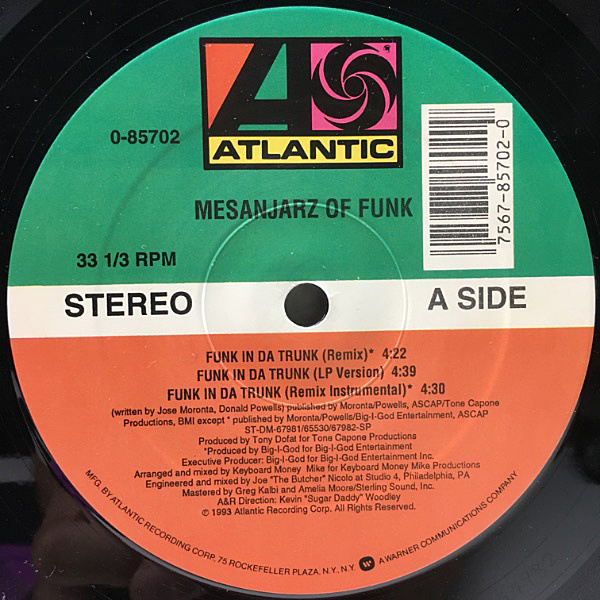 ATLANTIC
0-85702
7567-85702-0
MESANJARZ OF FUNK
33 1/3 RPM
STEREO
A SIDE
FUNK IN DA TRUNK (Remix)* 4:22
FUNK IN DA TRUNK (LP Version) 4:39
FUNK IN DA TRUNK (Remix Instrumental)* 4:30
(written by Jose Moronta, Donald Powells) published by Moronta/Powells, ASCAP/Tone Capone
Productions, BMI except * published by Moronta/Powells/Big-I-God Entertainment, ASCAP
ST-DM-67981/65530/67982-SP
Produced by Tony Dofat for Tone Capone Productions
*Produced by Big-I-God for Big-I-God Entertainment
Executive Producer: Big-I-God for Big-I-God Entertainment Inc.
Arranged and mixed by Keyboard Money Mike for Keyboard Money Mike Productions
Engineered and mixed by Joe "The Butcher" Nicolo at Studio 4, Philadelphia, PA
Mastered by Greg Kalbi and Amelia Moore/Sterling Sound, Inc.
A&R Direction: Kevin "Sugar Daddy" Woodley
© 1993 Atlantic Recording Corp. All Rights Reserved.
MFG. BY ATLANTIC RECORDING CORP., 75 ROCKEFELLER PLAZA, N.Y., N.Y. A WARNER COMMUNICATIONS COMPANY